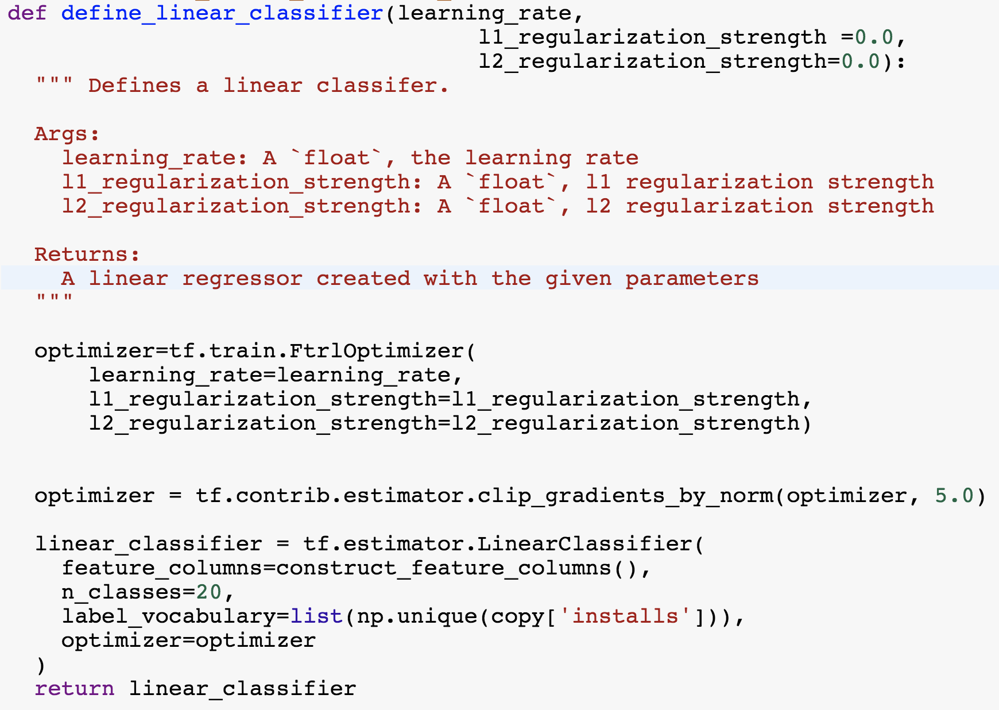 def define_linear_classifier(learning_rate,
l1_regularization_strength =0.0,
l2_regularization_strength=0.0):
""" Defines a linear classifer.
Args:
learning_rate: A `float`, the learning rate
l1_regularization_strength: A `float`, l1 regularization strength
l2_regularization_strength: A `float`, l2 regularization strength
Returns:
A linear regressor created with the given parameters
"""
optimizer=tf.train.FtrlOptimizer(
learning_rate=learning_rate,
l1_regularization_strength=l1_regularization_strength,
l2_regularization_strength=l2_regularization_strength)
optimizer = tf.contrib.estimator.clip_gradients_by_norm(optimizer, 5.0)
linear_classifier = tf.estimator.LinearClassifier(
feature_columns=construct_feature_columns(),
n_classes=20,
label_vocabulary=list(np.unique(copy['installs'])),
optimizer=optimizer
)
return linear_classifier